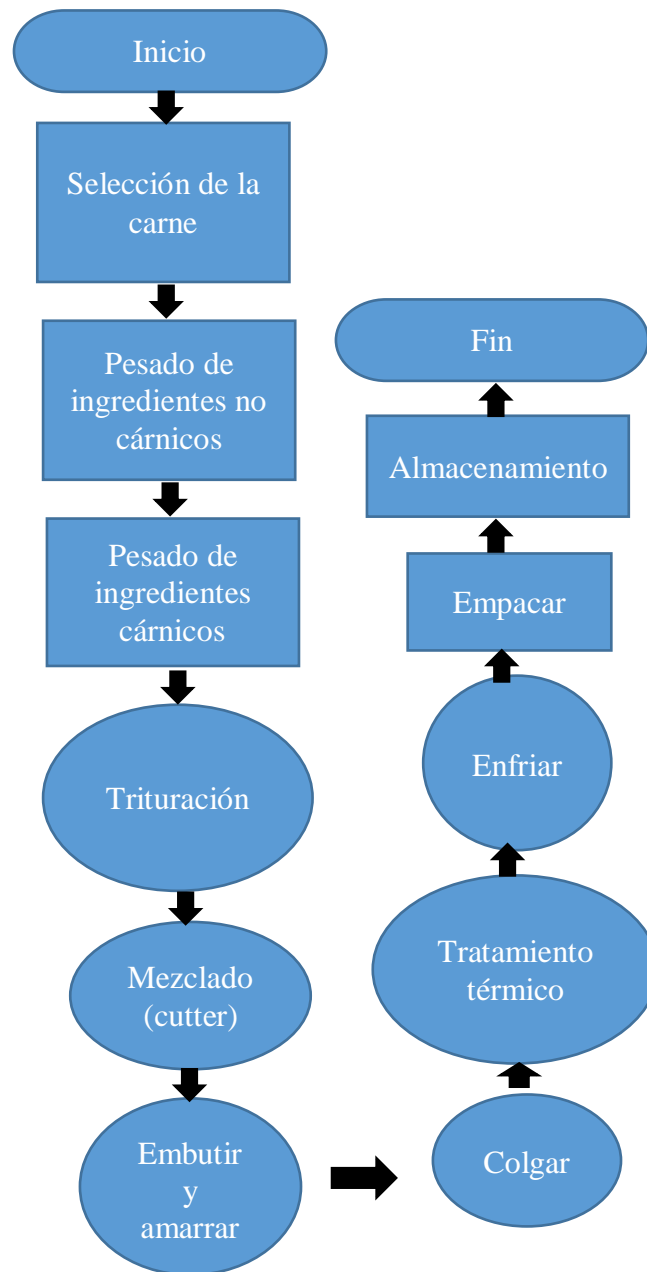 Inicio
Selección de la
carne
Pesado de
ingredientes no
cárnicos
Pesado de
ingredientes
cárnicos
Trituración
Mezclado
(cutter)
Embutir
y
amarrar
Colgar
Tratamiento
térmico
Enfriar
Empacar
Almacenamiento
Fin